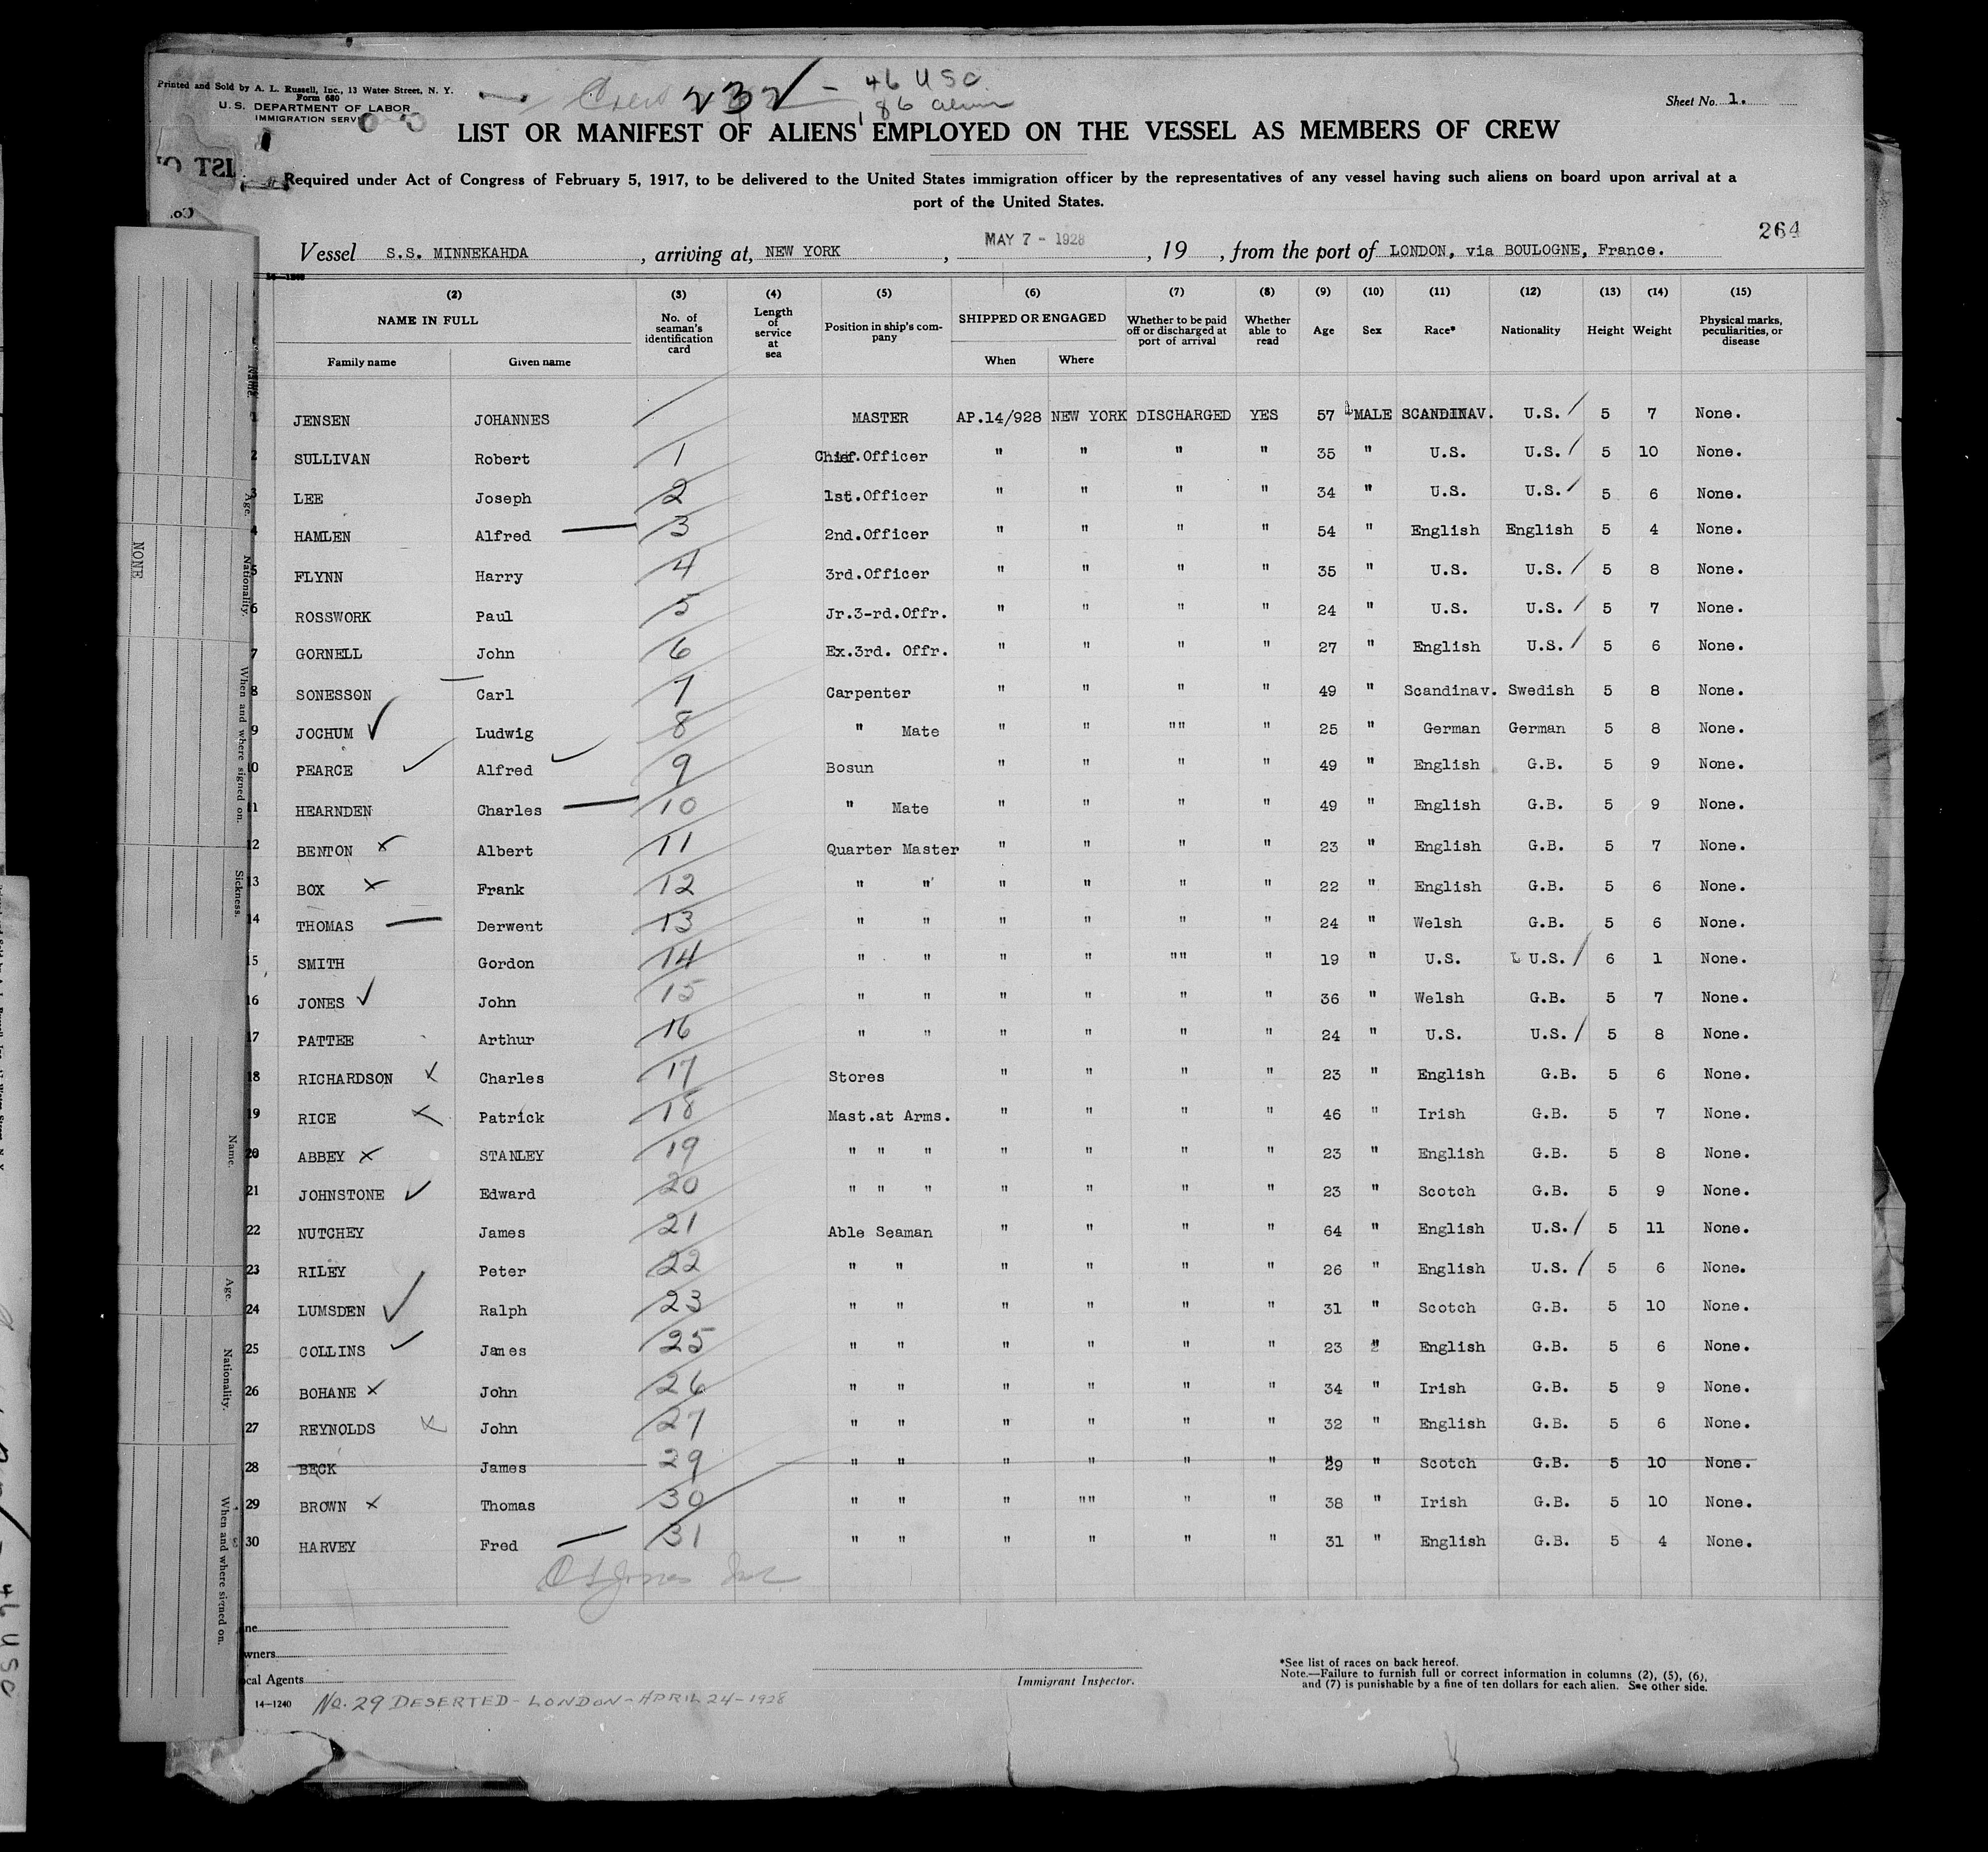 Printed and Sold by A. L. Russell, Inc., 13 Water Street, N. Y.
Form 680
U.S. DEPARTMENT OF LABOR
IMMIGRATION SERV
Crew 232 - 46 USC
86 alien
Sheet No. 1.
LIST OR MANIFEST OF ALIENS EMPLOYED ON THE VESSEL AS MEMBERS OF CREW
Required under Act of Congress of February 5, 1917, to be delivered to the United States immigration officer by the representatives of any vessel having such aliens on board upon arrival at a
port of the United States.
264
Vessel S.S. MINNEKAHDA, arriving at, NEW YORK, MAY 7 - 1928, 19, from the port of LONDON, via BOULOGNE, France.
(2) (3) (4) (5) (6) (7) (8) (9) (10) (11) (12) (13) (14) (15)
NAME IN FULL No. of seaman's identification card Length of service at sea Position in ship's company SHIPPED OR ENGAGED Whether to be paid off or discharged at port of arrival Whether able to read Age Sex Race* Nationality Height Weight Physical marks, peculiarities, or disease
Family name Given name When Where
1 JENSEN JOHANNES MASTER AP.14/928 NEW YORK DISCHARGED YES 57 MALE SCANDINAV. U.S. 5 7 None.
2 SULLIVAN Robert 1 Chief.Officer " " " " 35 " U.S. U.S. 5 10 None.
3 LEE Joseph 2 1st.Officer " " " " 34 " U.S. U.S. 5 6 None.
4 HAMLEN Alfred 3 2nd.Officer " " " " 54 " English English 5 4 None.
5 FLYNN Harry 4 3rd.Officer " " " " 35 " U.S. U.S. 5 8 None.
6 ROSSWORK Paul 5 Jr.3-rd.Offr. " " " " 24 " U.S. U.S. 5 7 None.
7 GORNELL John 6 Ex.3rd. Offr. " " " " 27 " English U.S. 5 6 None.
8 SONESSON Carl 7 Carpenter " " " " 49 " Scandinav. Swedish 5 8 None.
9 JOCHUM Ludwig 8 " Mate " " "" " 25 " German German 5 8 None.
10 PEARCE Alfred 9 Bosun " " " " 49 " English G.B. 5 9 None.
11 HEARNDEN Charles 10 " Mate " " " " 49 " English G.B. 5 9 None.
12 BENTON Albert 11 Quarter Master " " " " 23 " English G.B. 5 7 None.
13 BOX Frank 12 " " " " " " 22 " English G.B. 5 6 None.
14 THOMAS Derwent 13 " " " " " " 24 " Welsh G.B. 5 6 None.
15 SMITH Gordon 14 " " " " "" " 19 " U.S. U.S. 6 1 None.
16 JONES John 15 " " " " " " 36 " Welsh G.B. 5 7 None.
17 PATTEE Arthur 16 " " " " " " 24 " U.S. U.S. 5 8 None.
18 RICHARDSON Charles 17 Stores " " " " 23 " English G.B. 5 6 None.
19 RICE Patrick 18 Mast.at Arms. " " " " 46 " Irish G.B. 5 7 None.
20 ABBEY STANLEY 19 " " " " " " " 23 " English G.B. 5 8 None.
21 JOHNSTONE Edward 20 " " " " " " " 23 " Scotch G.B. 5 9 None.
22 NUTCHEY James 21 Able Seaman " " " " 64 " English U.S. 5 11 None.
23 RILEY Peter 22 " " " " " " 26 " English U.S. 5 6 None.
24 LUMSDEN Ralph 23 " " " " " " 31 " Scotch G.B. 5 10 None.
25 COLLINS James 25 " " " " " " 23 " English G.B. 5 6 None.
26 BOHANE John 26 " " " " " " 34 " Irish G.B. 5 9 None.
27 REYNOLDS John 27 " " " " " " 32 " English G.B. 5 6 None.
28 BECK James 29 " " " " " " 29 " Scotch G.B. 5 10 None.
29 BROWN Thomas 30 " " " "" " " 38 " Irish G.B. 5 10 None.
30 HARVEY Fred 31 " " " " " " 31 " English G.B. 5 4 None.
cal Agents
Immigrant Inspector.
*See list of races on back hereof.
Note.—Failure to furnish full or correct information in columns (2), (5), (6),
and (7) is punishable by a fine of ten dollars for each alien. See other side.
14—1240
No. 29 DESERTED - LONDON - APRIL 24 - 1928
NONE
Name.
Age.
Nationality.
When and where signed on.
Sickness.
Name.
Age.
Nationality.
When and where signed on.
46 USC